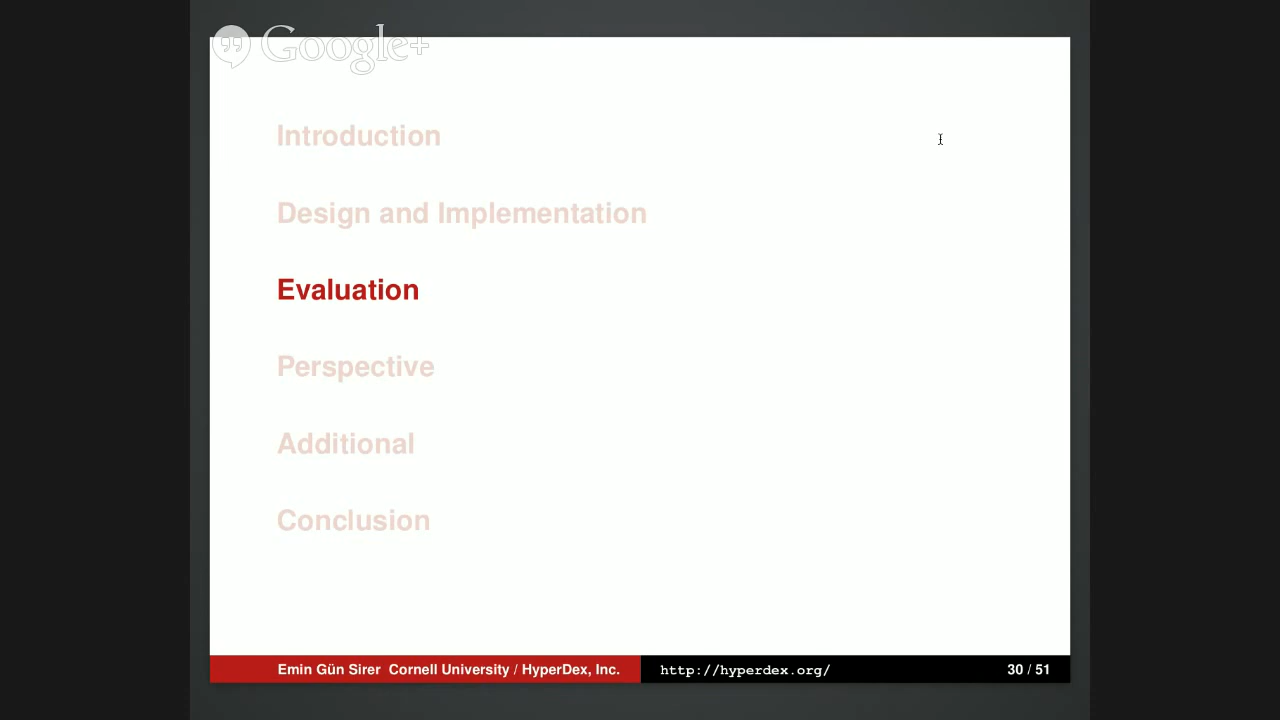 Google+
Introduction
Design and Implementation
Evaluation
Perspective
Additional
Conclusion
Emin Gün Sirer Cornell University / HyperDex, Inc. http://hyperdex.org/ 30 / 51